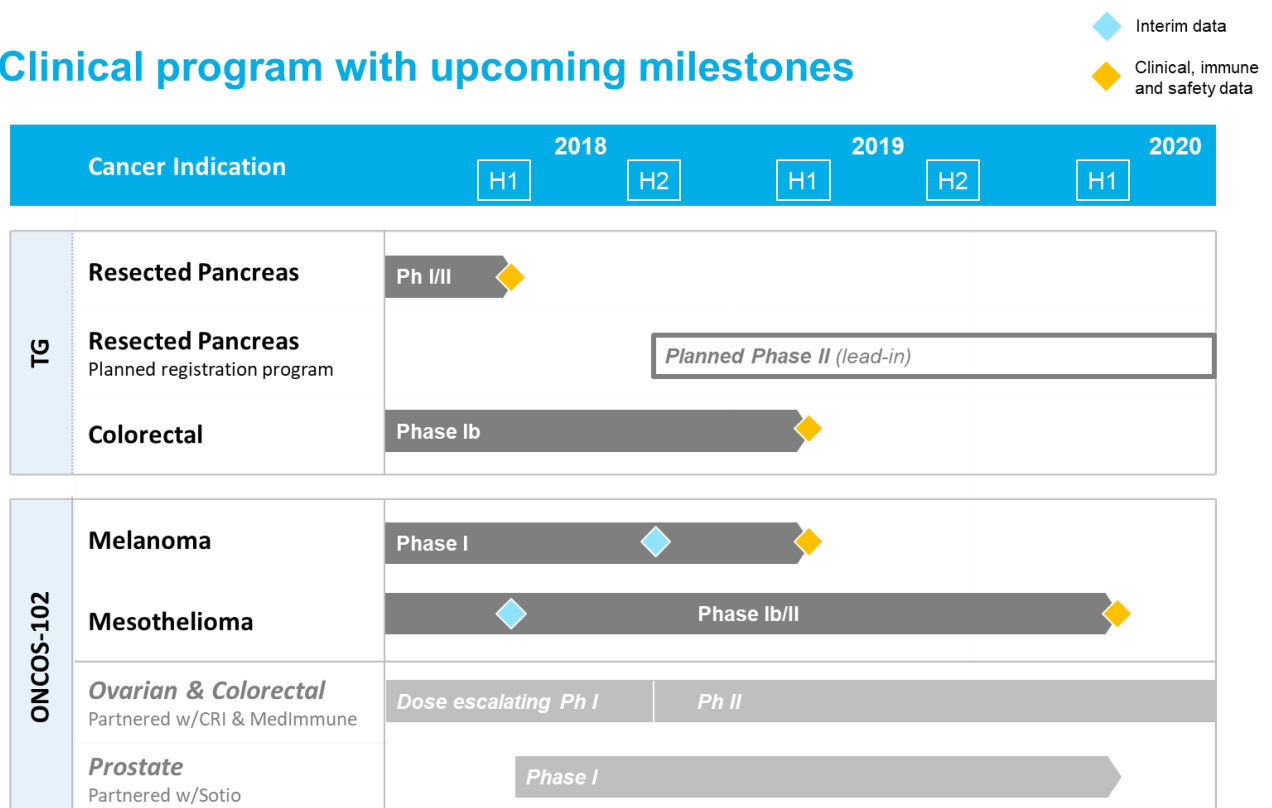 Interim data
Clinical, immune
and safety data
Clinical program with upcoming milestones
Cancer Indication
2018
2019
2020
H1
H2
H1
H2
H1
TG
Resected Pancreas
Ph I/II
Resected Pancreas
Planned registration program
Planned Phase II (lead-in)
Colorectal
Phase Ib
ONCOS-102
Melanoma
Phase I
Mesothelioma
Phase Ib/II
Ovarian & Colorectal
Partnered w/CRI & MedImmune
Dose escalating Ph I
Ph II
Prostate
Partnered w/Sotio
Phase I